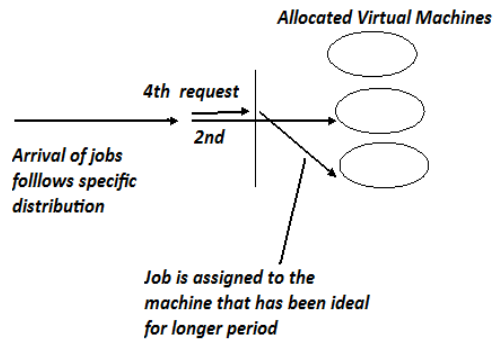 Allocated Virtual Machines
4th request
2nd
Arrival of jobs
folllows specific
distribution
Job is assigned to the
machine that has been ideal
for longer period